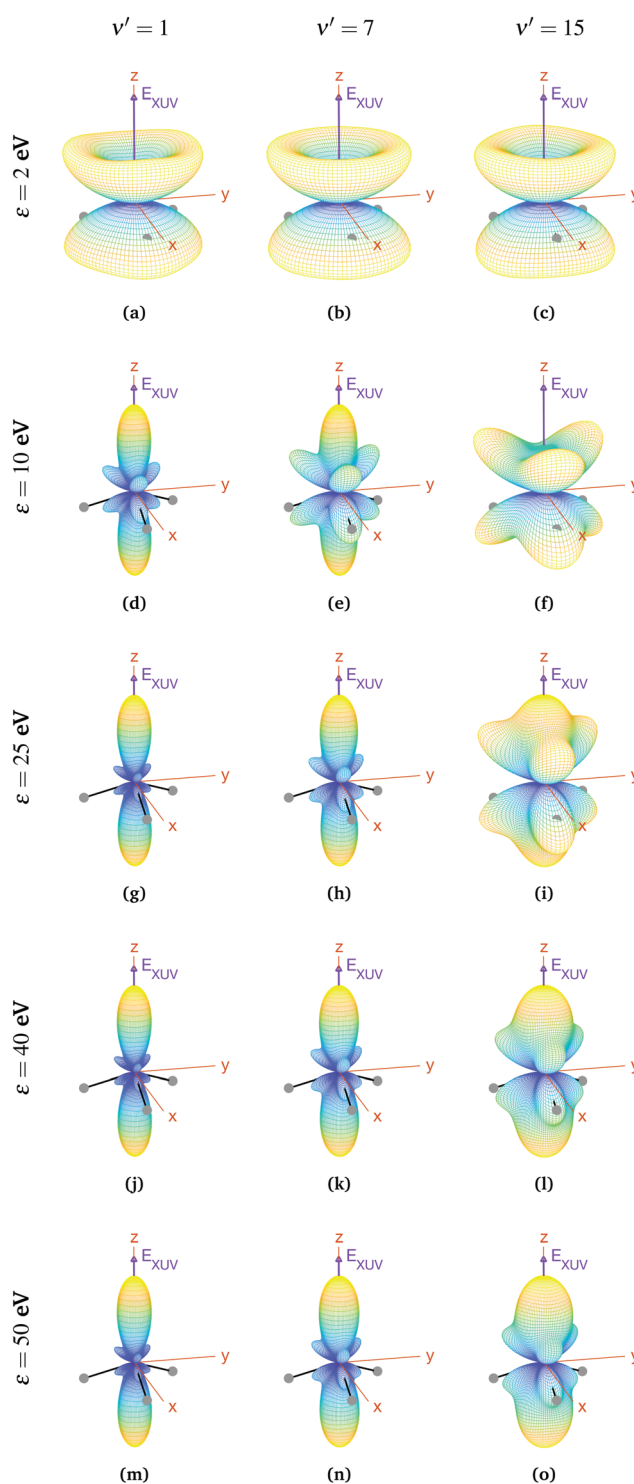 v′ = 1 v′ = 7 v′ = 15
ε = 2 eV
z E_XUV y x z E_XUV y x z E_XUV y x
(a) (b) (c)
ε = 10 eV
z E_XUV y x z E_XUV y x z E_XUV y x
(d) (e) (f)
ε = 25 eV
z E_XUV y x z E_XUV y x z E_XUV y x
(g) (h) (i)
ε = 40 eV
z E_XUV y x z E_XUV y x z E_XUV y x
(j) (k) (l)
ε = 50 eV
z E_XUV y x z E_XUV y x z E_XUV y x
(m) (n) (o)